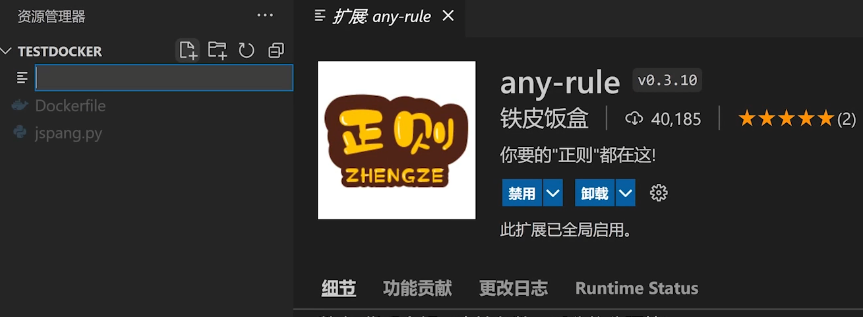 资源管理器
TESTDOCKER
Dockerfile
jspang.py
扩展: any-rule
正则
ZHENGZE
any-rule v0.3.10
铁皮饭盒 40,185 ★★★★★(2)
你要的"正则"都在这!
禁用 卸载
此扩展已全局启用。
细节 功能贡献 更改日志 Runtime Status